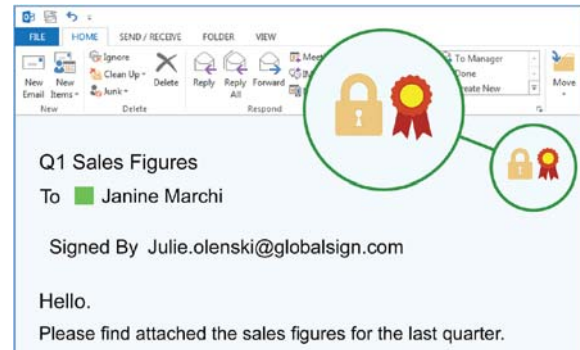 FILE HOME SEND / RECEIVE FOLDER VIEW
Ignore
Clean Up
Junk
New Email
New Items
Delete
Reply
Reply All
Forward
Meet
To Manager
Done
Create New
Move
New Delete Respond
Q1 Sales Figures
To Janine Marchi
Signed By Julie.olenski@globalsign.com
Hello.
Please find attached the sales figures for the last quarter.